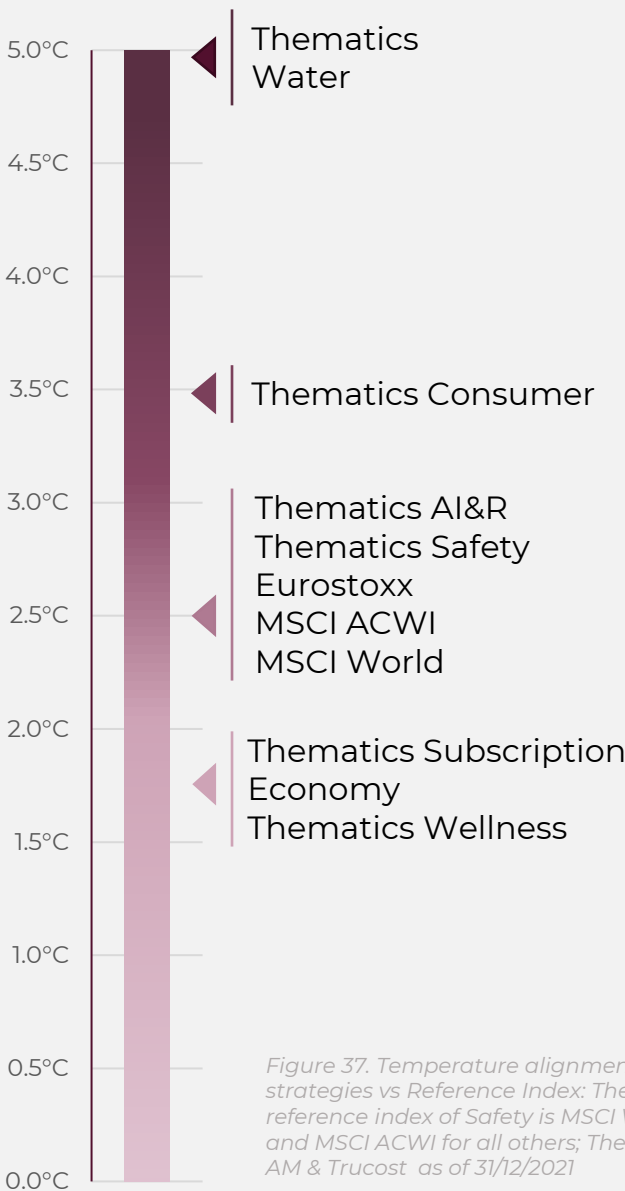 5.0°C
Thematics
Water
4.5°C
4.0°C
3.5°C
Thematics Consumer
3.0°C
Thematics AI&R
Thematics Safety
Eurostoxx
2.5°C
MSCI ACWI
MSCI World
2.0°C
Thematics Subscription
Economy
Thematics Wellness
1.5°C
1.0°C
0.5°C
Figure 37. Temperature
strategies vs Reference Index:
reference index of Safety is MSCI
and MSCI ACWI for all others;
AM & Trucost as of 31/12/2021
0.0°C